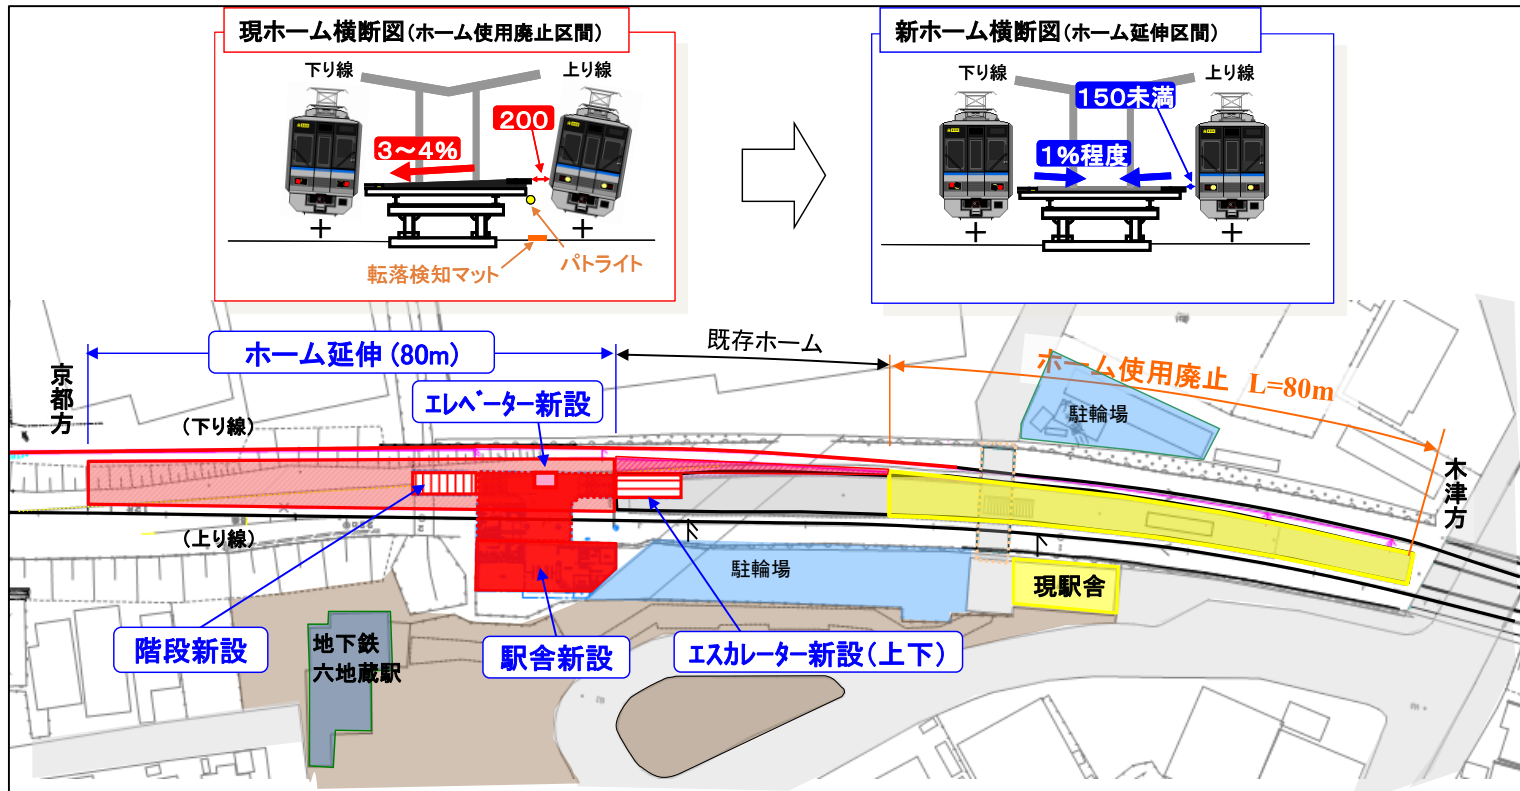 現ホーム横断図(ホーム使用廃止区間)
下り線
上り線
200
3～4%
転落検知マット
パトライト
新ホーム横断図(ホーム延伸区間)
下り線
上り線
150未満
1%程度
ホーム延伸(80m)
既存ホーム
ホーム使用廃止 L=80m
京都方
エレベーター新設
駐輪場
(下り線)
木津方
(上り線)
駐輪場
現駅舎
階段新設
地下鉄
六地蔵駅
駅舎新設
エスカレーター新設(上下)